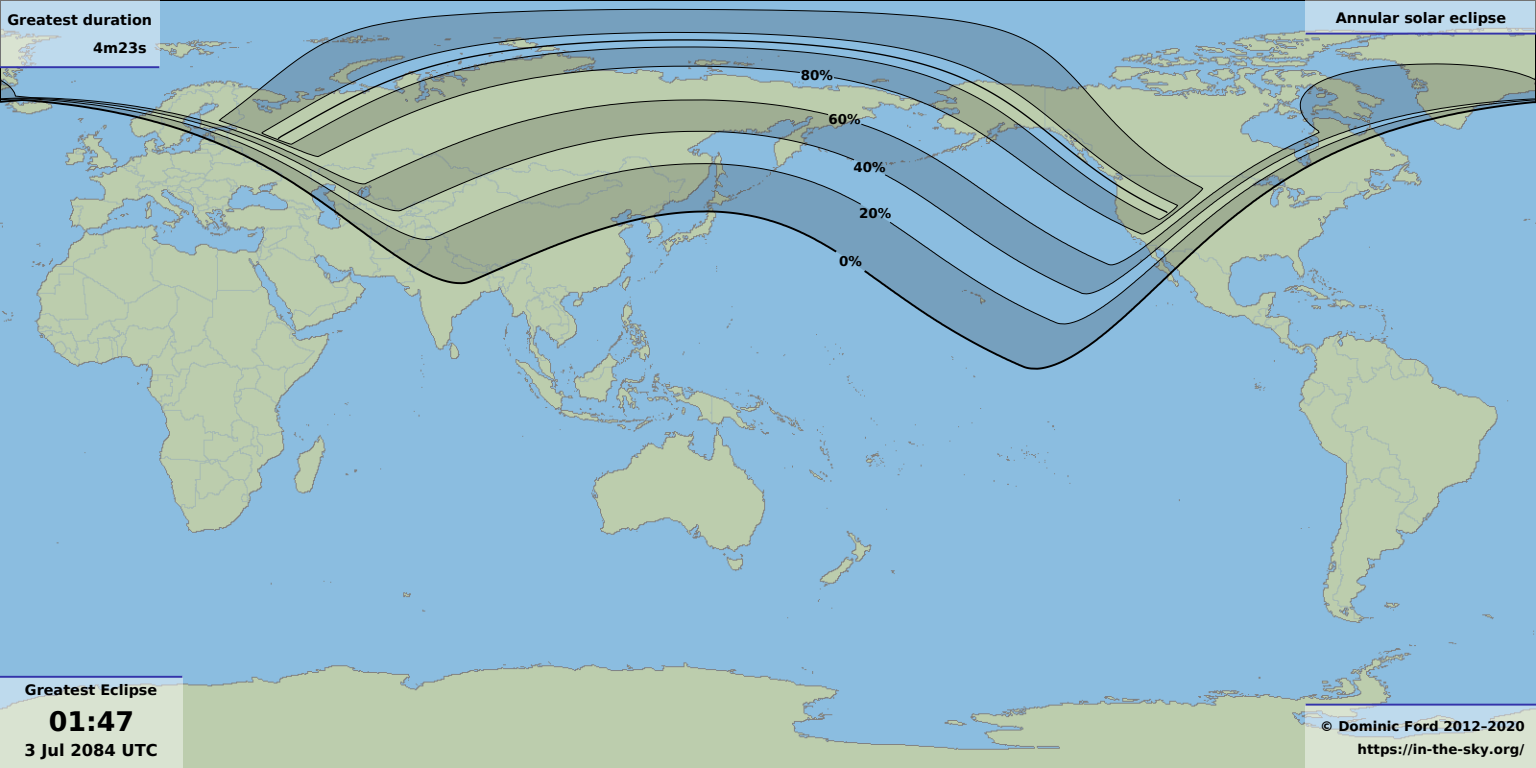 Greatest duration
4m23s
Annular solar eclipse
80%
60%
40%
20%
0%
Greatest Eclipse
01:47
3 Jul 2084 UTC
© Dominic Ford 2012–2020
https://in-the-sky.org/